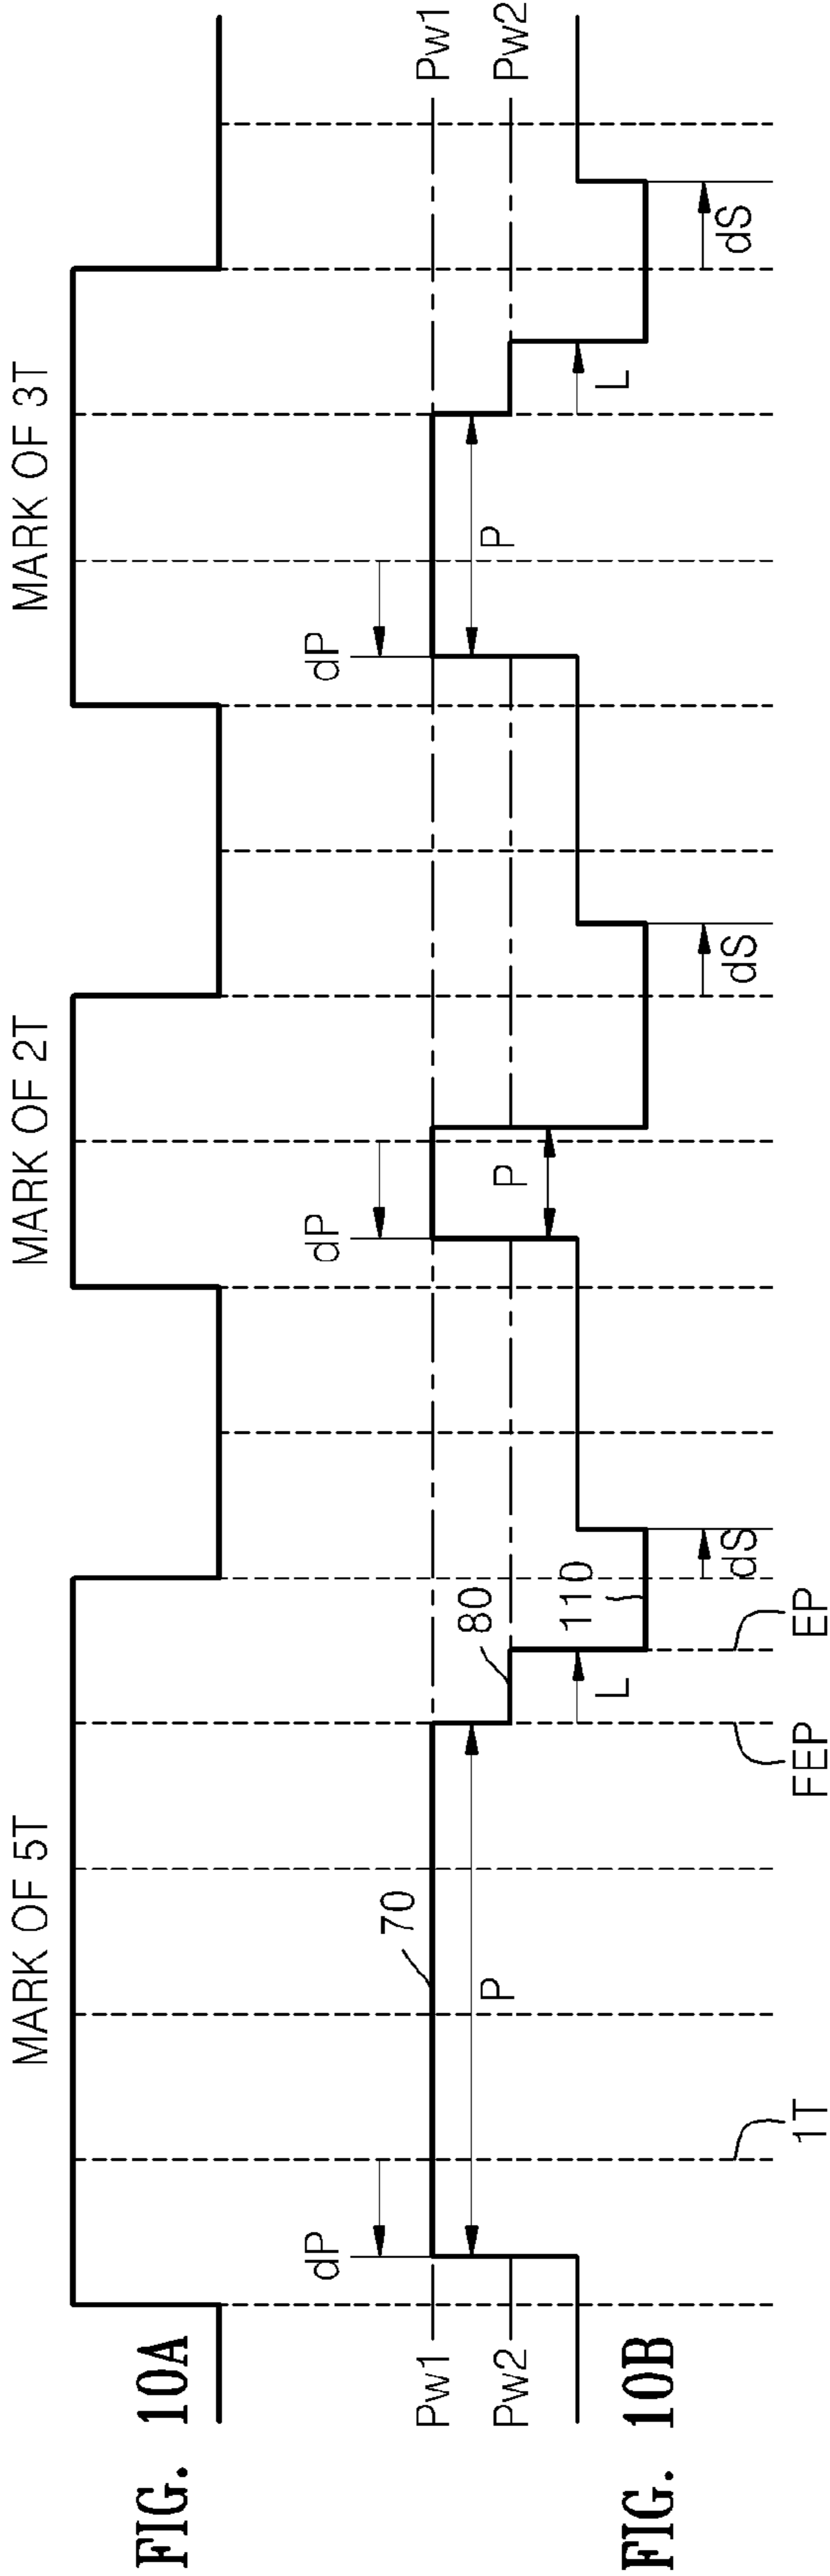 FIG. 10A
MARK OF 5T
MARK OF 2T
MARK OF 3T
FIG. 10B
Pw1
Pw2
dP
P
70
1T
FEP
L
80
EP
110
dS
dP
P
dS
dP
P
L
dS
Pw1
Pw2